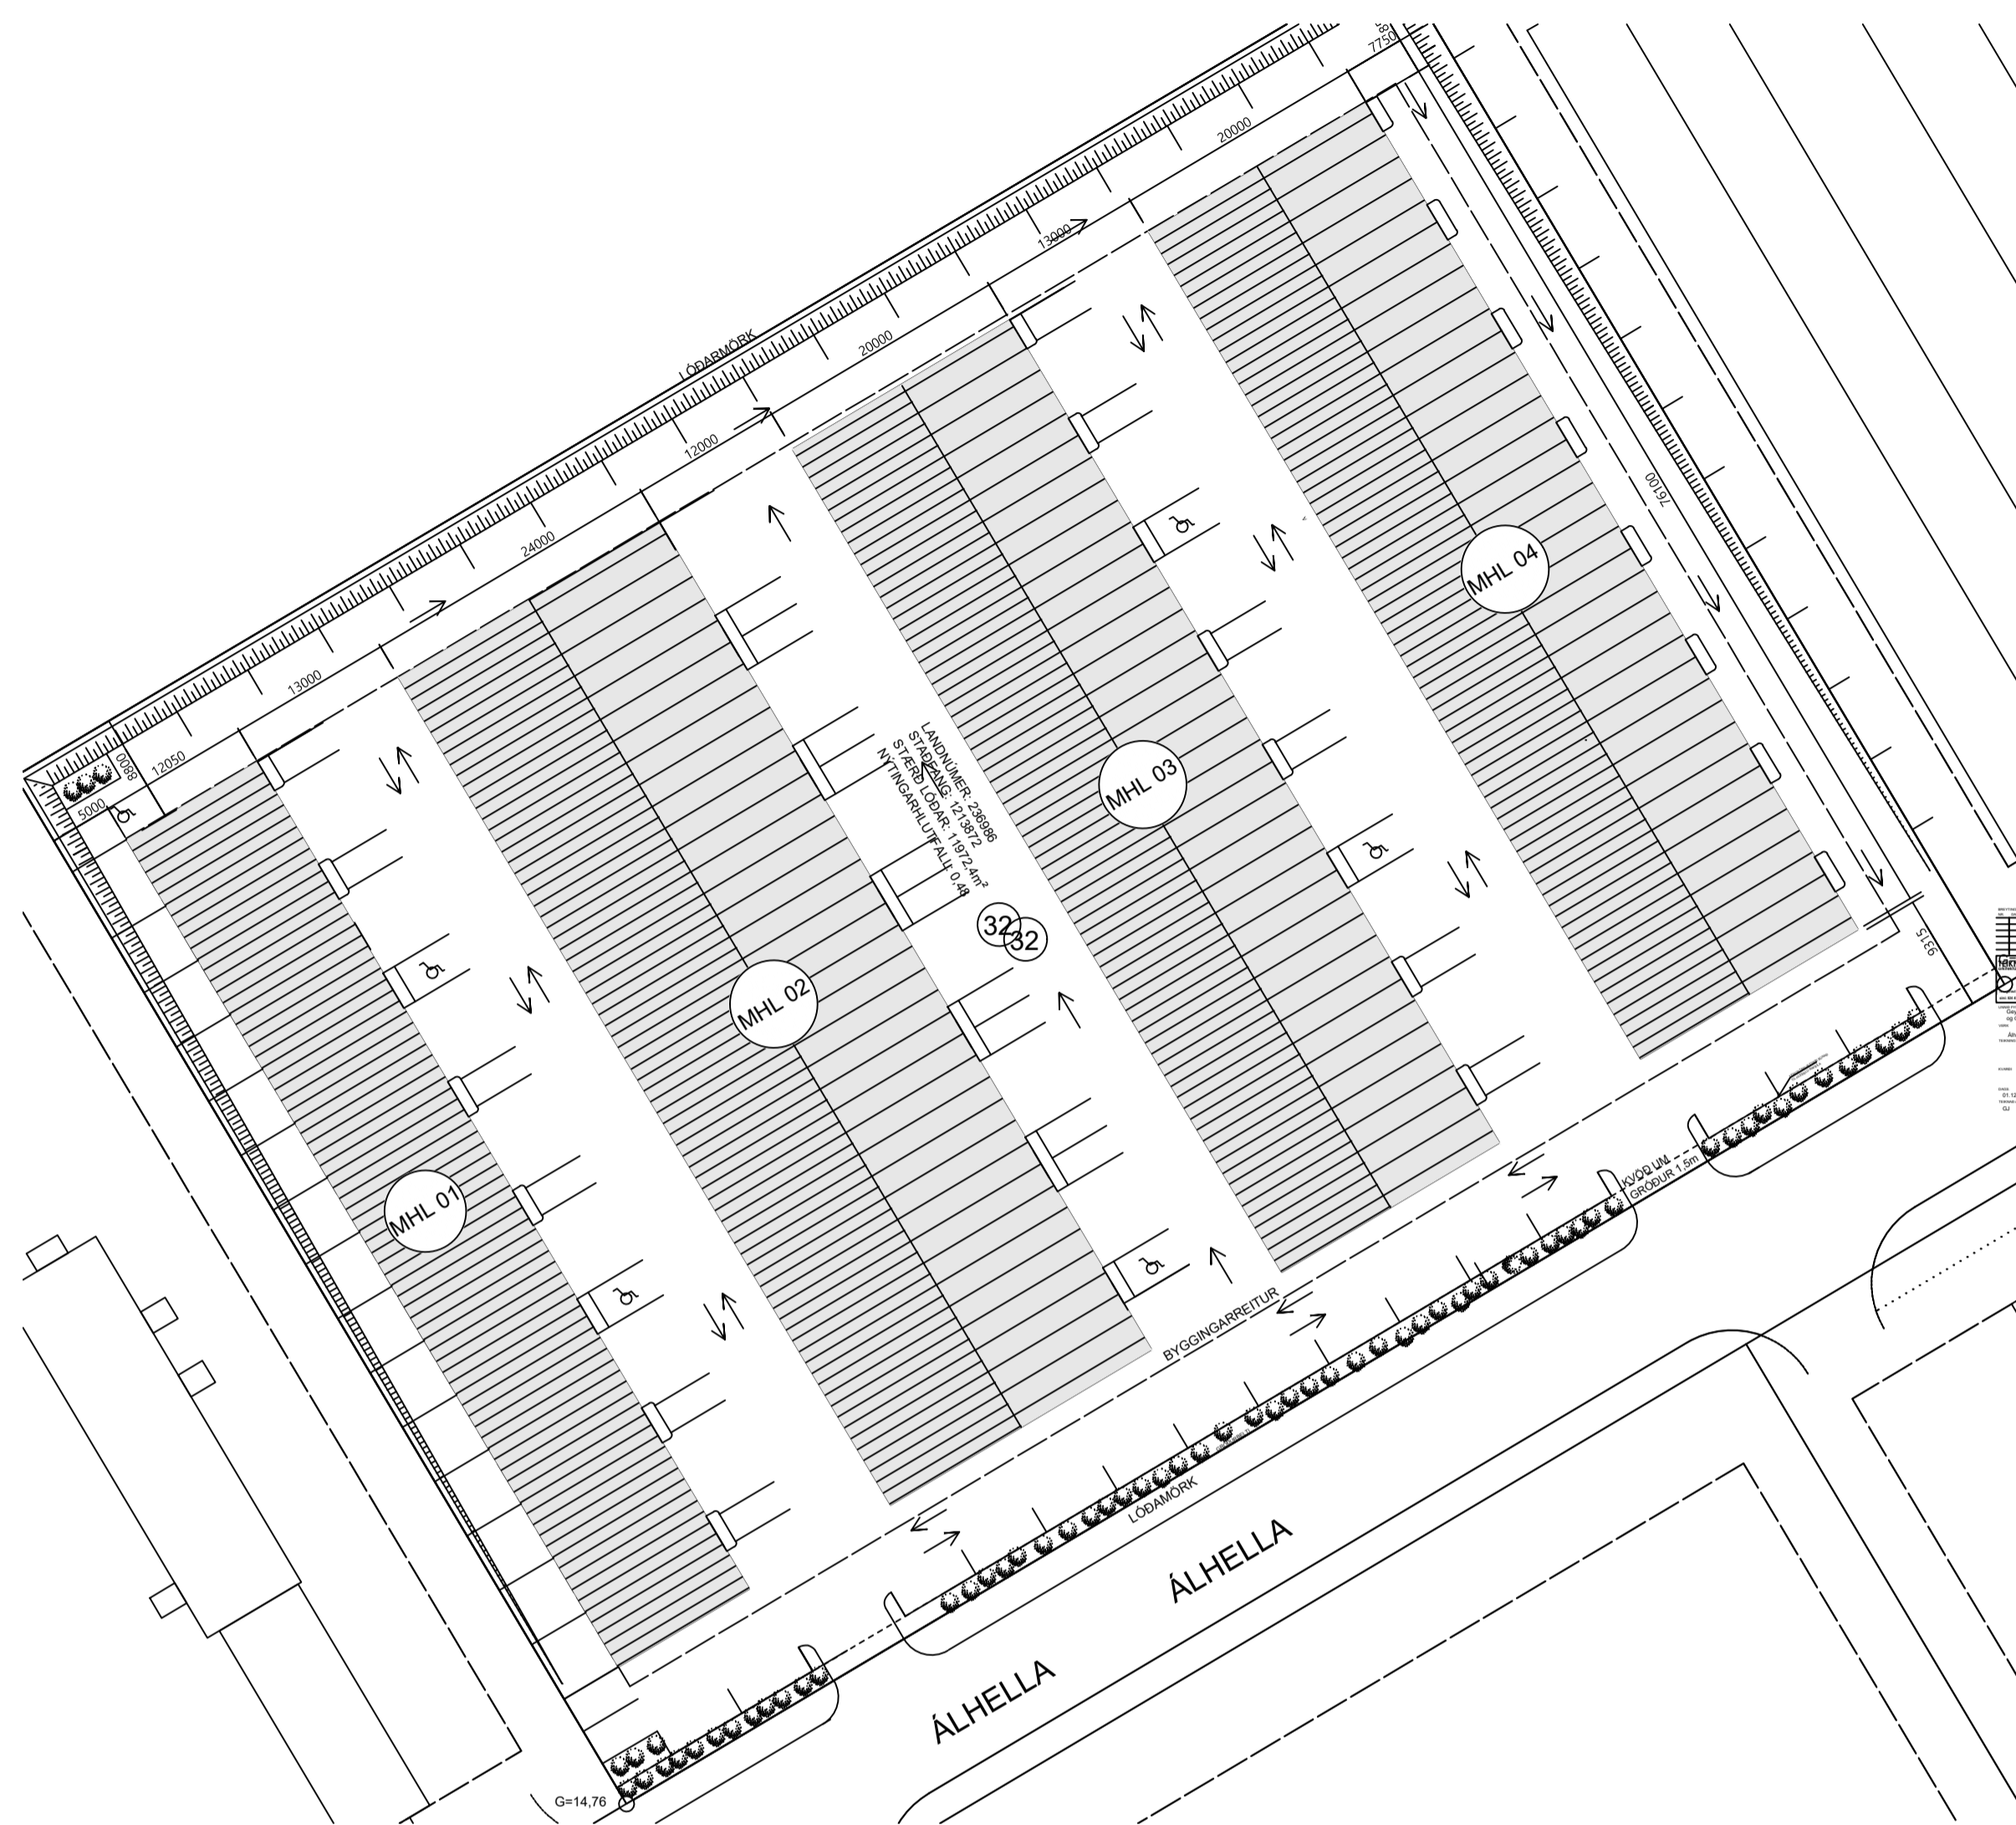 7750
20000
13000
20000
12000
24000
13000
12050
8800
5000
LÓÐARMÖRK
76100
9315
MHL 04
MHL 03
MHL 02
MHL 01
LANDNÚMER: 236986
STAÐFANG: 1213872
STÆRÐ LÓÐAR: 11972,4m²
NÝTINGARHLUTFALL: 0,48
32
32
KVÖÐ UM
GRÓÐUR 1,5m
BYGGINGARREITUR
LÓÐAMÖRK
ÁLHELLA
ÁLHELLA
G=14,76